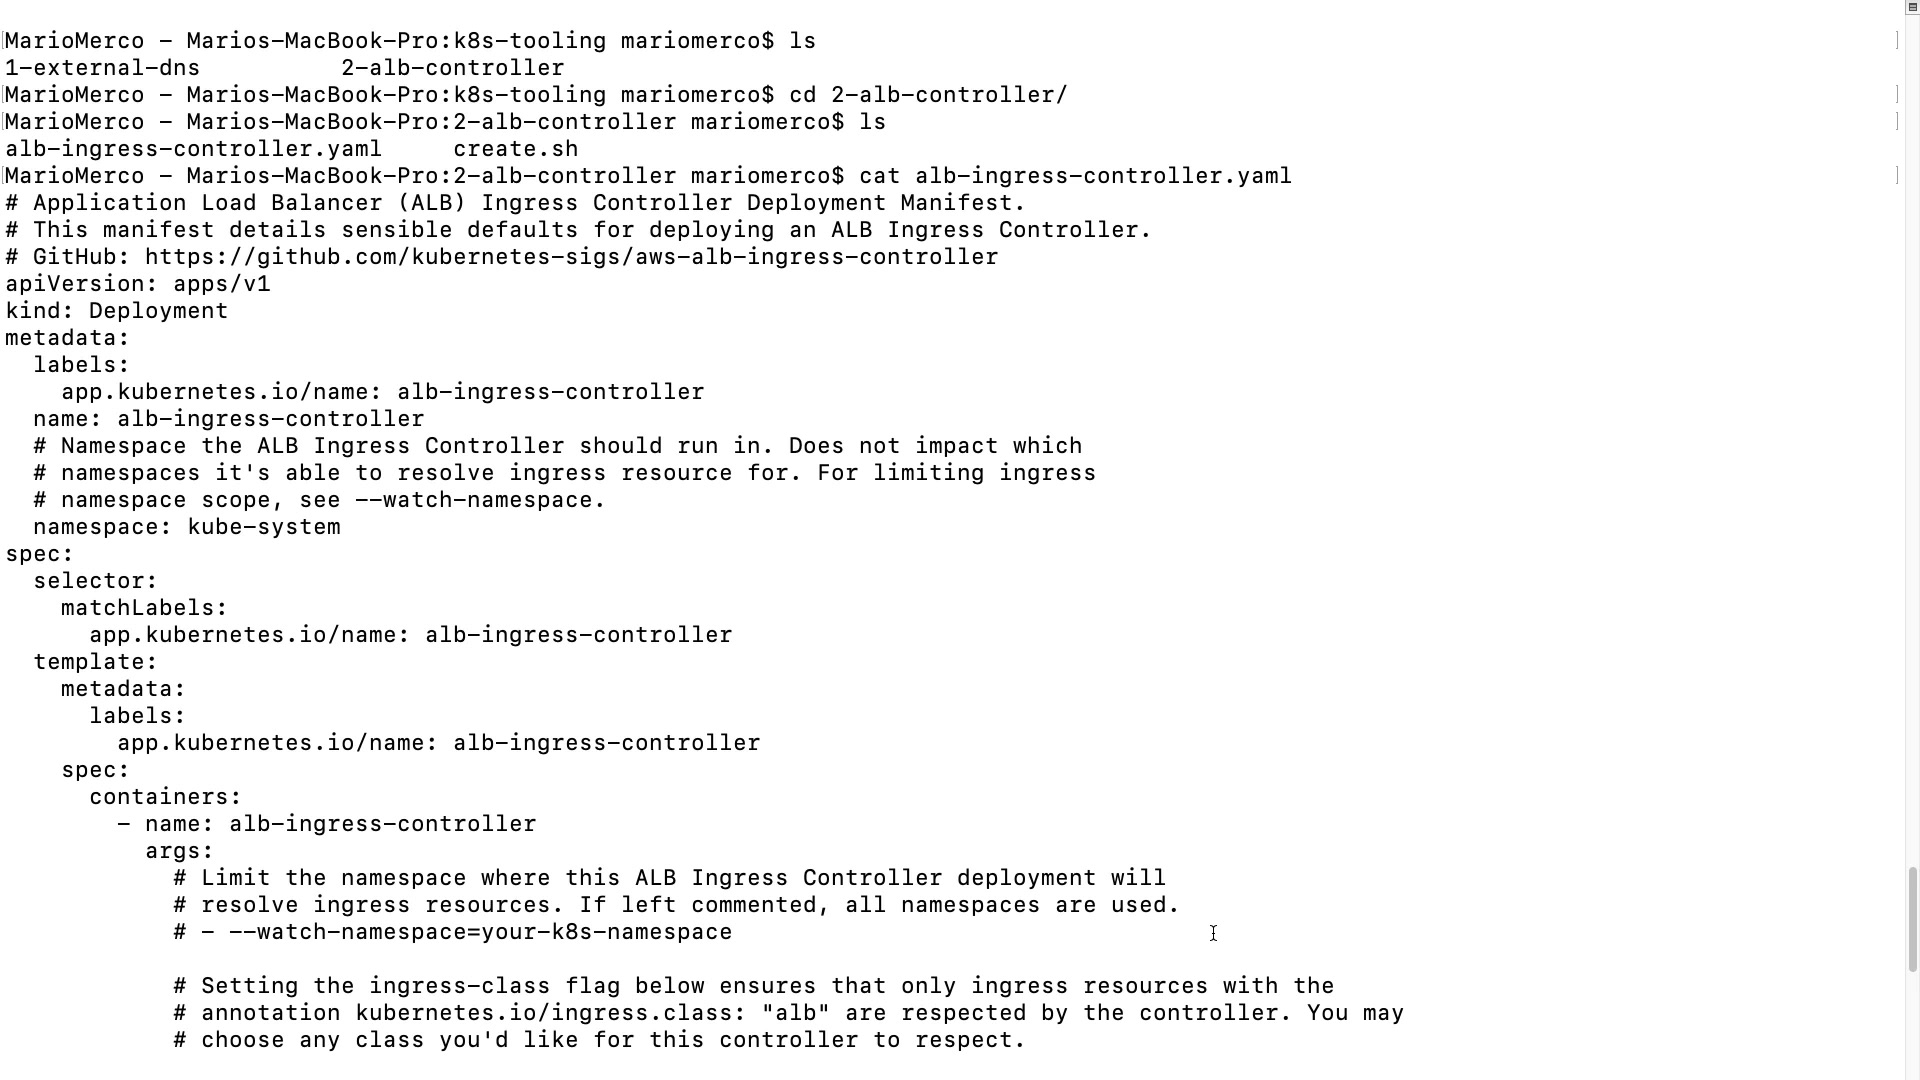 MarioMerco - Marios-MacBook-Pro:k8s-tooling mariomerco$ ls
1-external-dns          2-alb-controller
MarioMerco - Marios-MacBook-Pro:k8s-tooling mariomerco$ cd 2-alb-controller/
MarioMerco - Marios-MacBook-Pro:2-alb-controller mariomerco$ ls
alb-ingress-controller.yaml     create.sh
MarioMerco - Marios-MacBook-Pro:2-alb-controller mariomerco$ cat alb-ingress-controller.yaml
# Application Load Balancer (ALB) Ingress Controller Deployment Manifest.
# This manifest details sensible defaults for deploying an ALB Ingress Controller.
# GitHub: https://github.com/kubernetes-sigs/aws-alb-ingress-controller
apiVersion: apps/v1
kind: Deployment
metadata:
  labels:
    app.kubernetes.io/name: alb-ingress-controller
  name: alb-ingress-controller
  # Namespace the ALB Ingress Controller should run in. Does not impact which
  # namespaces it's able to resolve ingress resource for. For limiting ingress
  # namespace scope, see --watch-namespace.
  namespace: kube-system
spec:
  selector:
    matchLabels:
      app.kubernetes.io/name: alb-ingress-controller
  template:
    metadata:
      labels:
        app.kubernetes.io/name: alb-ingress-controller
    spec:
      containers:
        - name: alb-ingress-controller
          args:
            # Limit the namespace where this ALB Ingress Controller deployment will
            # resolve ingress resources. If left commented, all namespaces are used.
            # - --watch-namespace=your-k8s-namespace

            # Setting the ingress-class flag below ensures that only ingress resources with the
            # annotation kubernetes.io/ingress.class: "alb" are respected by the controller. You may
            # choose any class you'd like for this controller to respect.